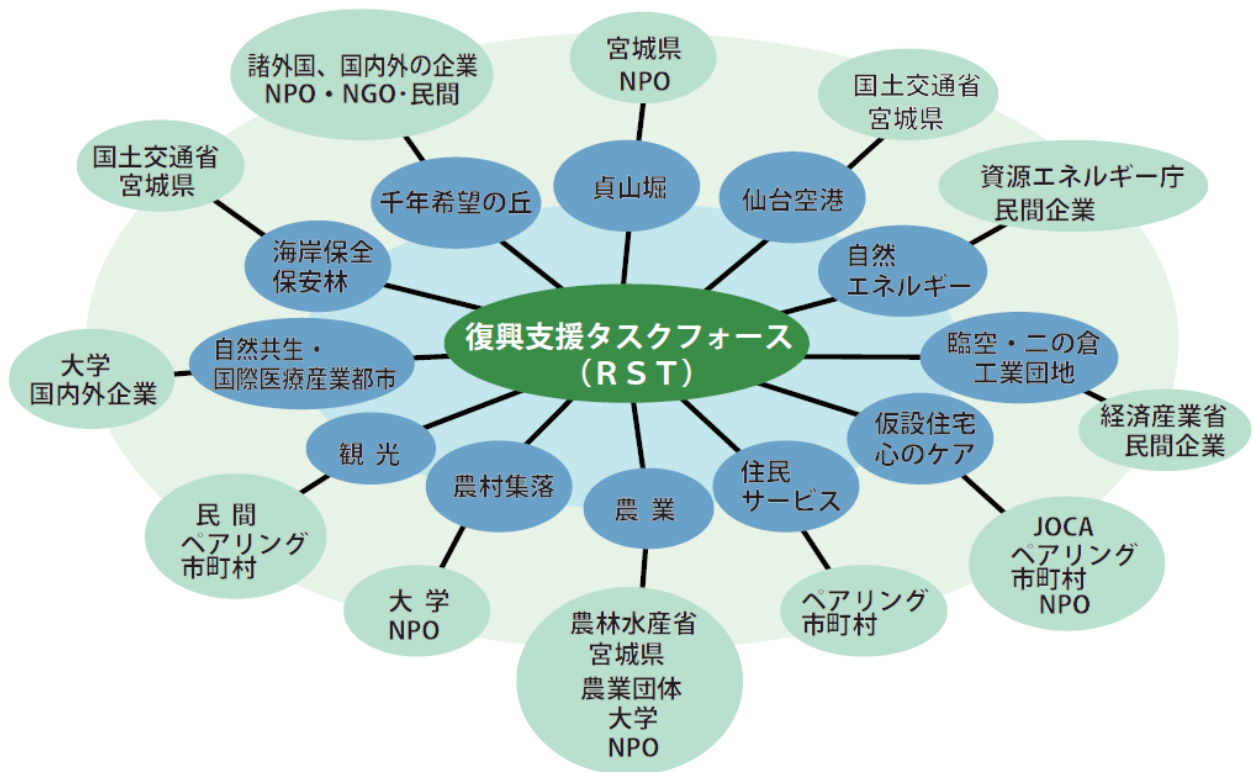 宮城県
NPO
諸外国、国内外の企業
NPO・NGO・民間
国土交通省
宮城県
国土交通省
宮城県
資源エネルギー庁
民間企業
千年希望の丘
貞山堀
仙台空港
海岸保全
保安林
自然
エネルギー
復興支援タスクフォース
(RST)
大学
国内外企業
自然共生・
国際医療産業都市
臨空・二の倉
工業団地
経済産業省
民間企業
観 光
農村集落
農 業
住民
サービス
仮設住宅
心のケア
民 間
ペアリング
市町村
大 学
NPO
農林水産省
宮城県
農業団体
大学
NPO
ペアリング
市町村
JOCA
ペアリング
市町村
NPO